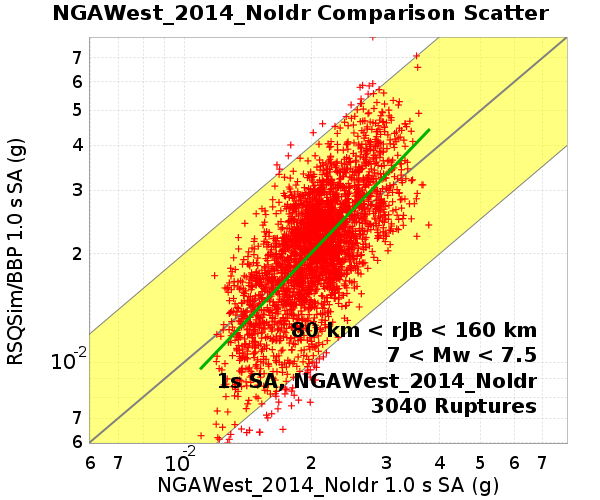 NGAWest_2014_NoIdr Comparison Scatter
RSQSim/BBP 1.0 s SA (g)
7
6
5
4
3
2
10-2
7
6
80 km < rJB < 160 km
7 < Mw < 7.5
1s SA, NGAWest_2014_NoIdr
3040 Ruptures
6 7 10-2 2 3 4 5 6 7
NGAWest_2014_NoIdr 1.0 s SA (g)